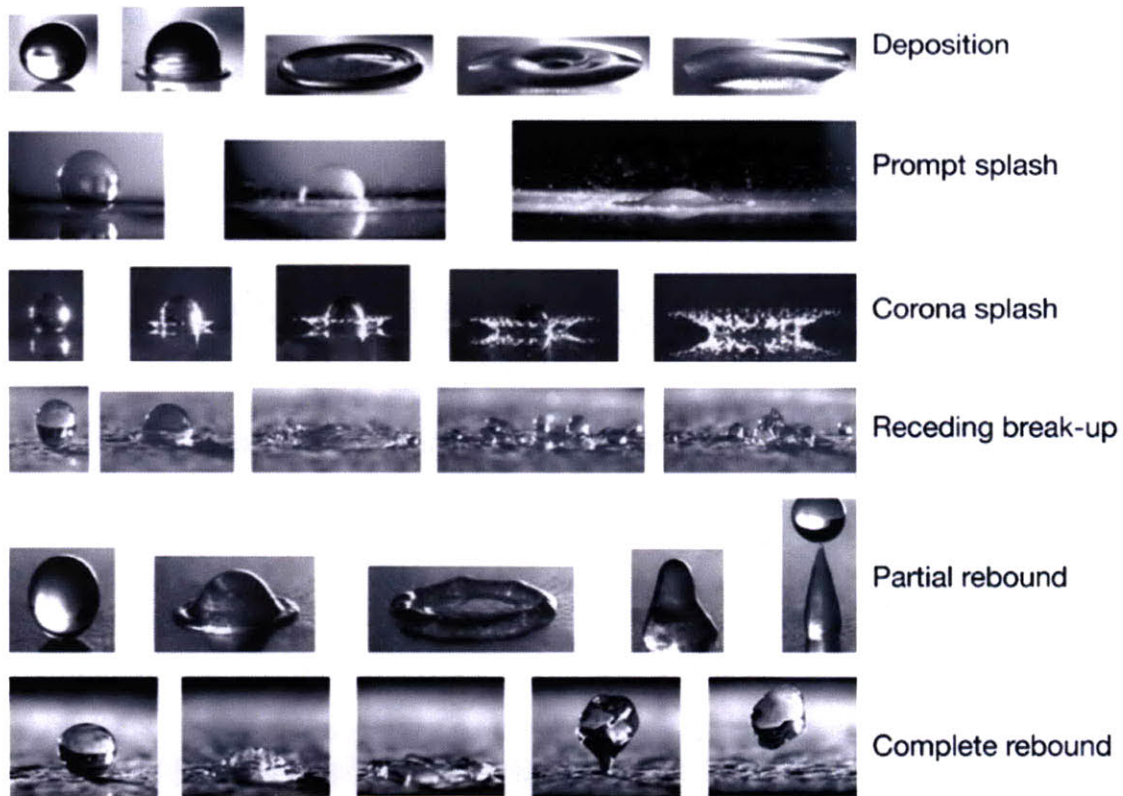 Deposition
Prompt splash
Corona splash
Receding break-up
Partial rebound
Complete rebound